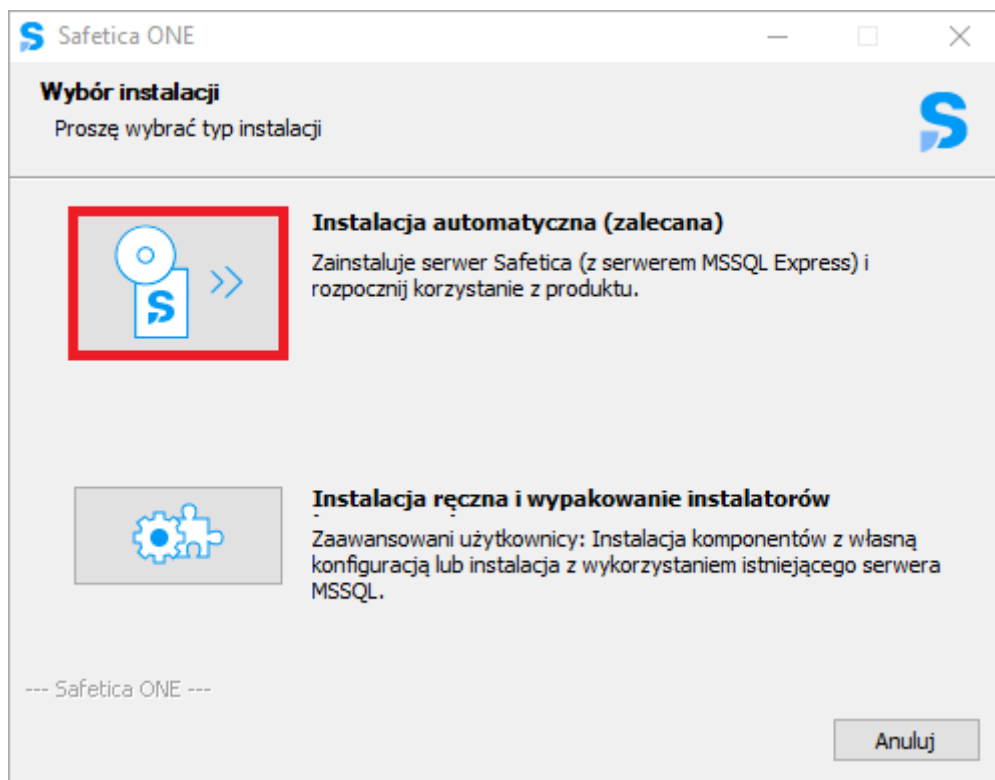 Safetica ONE
Wybór instalacji
Proszę wybrać typ instalacji
Instalacja automatyczna (zalecana)
Zainstaluje serwer Safetica (z serwerem MSSQL Express) i
rozpocznij korzystanie z produktu.
Instalacja ręczna i wypakowanie instalatorów
Zaawansowani użytkownicy: Instalacja komponentów z własną
konfiguracją lub instalacja z wykorzystaniem istniejącego serwera
MSSQL.
--- Safetica ONE ---
Anuluj